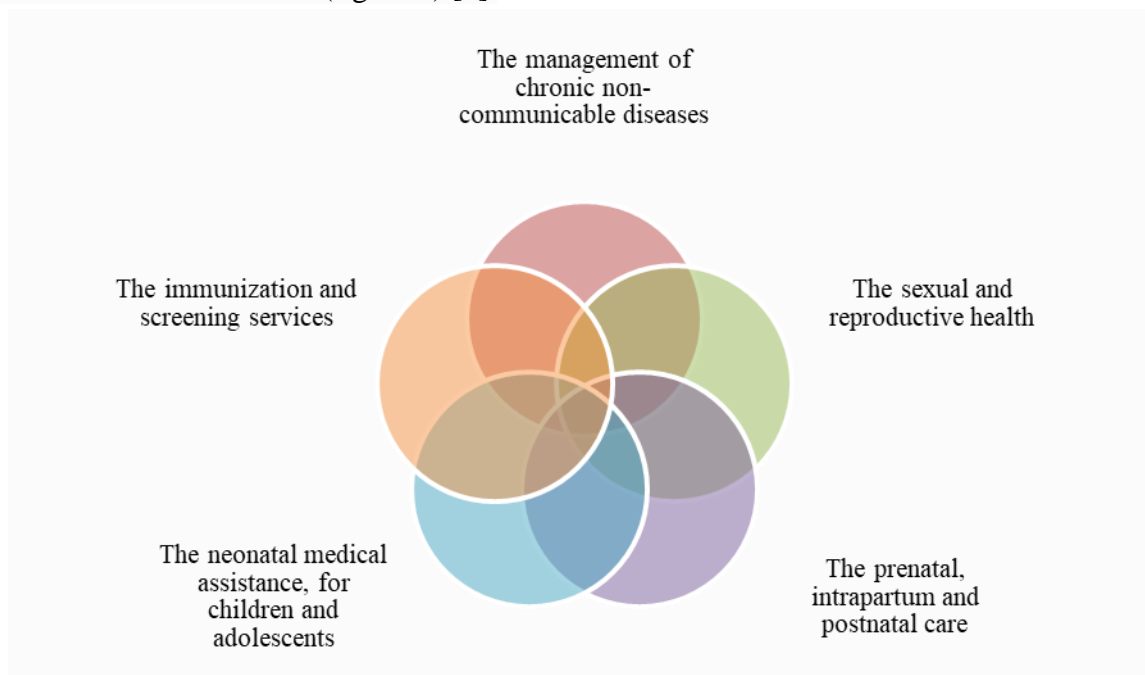 The management of
chronic non-
communicable diseases
The immunization and
screening services
The sexual and
reproductive health
The neonatal medical
assistance, for
children and
adolescents
The prenatal,
intrapartum and
postnatal care